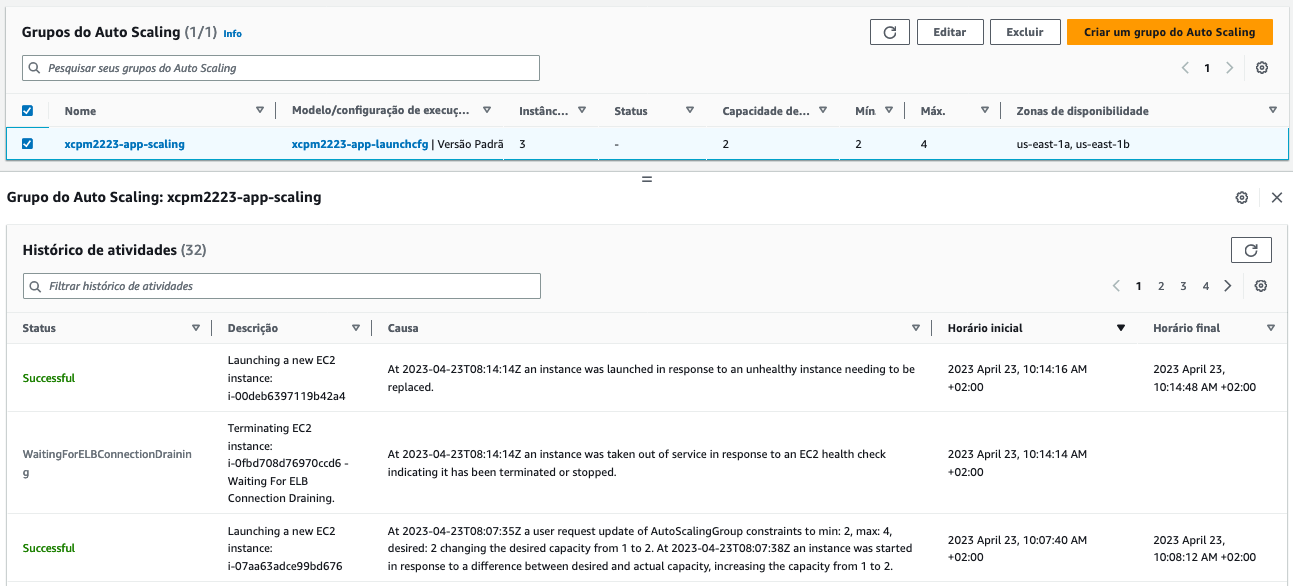 Grupos do Auto Scaling (1/1) Info
Editar
Excluir
Criar um grupo do Auto Scaling
Pesquisar seus grupos do Auto Scaling
1
Nome
Modelo/configuração de execuç...
Instânc...
Status
Capacidade de...
Mín.
Máx.
Zonas de disponibilidade
xcpm2223-app-scaling
xcpm2223-app-launchcfg | Versão Padrã
3
-
2
2
4
us-east-1a, us-east-1b
Grupo do Auto Scaling: xcpm2223-app-scaling
Histórico de atividades (32)
Filtrar histórico de atividades
1 2 3 4
Status
Descrição
Causa
Horário inicial
Horário final
Successful
Launching a new EC2
instance:
i-00deb6397119b42a4
At 2023-04-23T08:14:14Z an instance was launched in response to an unhealthy instance needing to be
replaced.
2023 April 23, 10:14:16 AM
+02:00
2023 April 23,
10:14:48 AM +02:00
WaitingForELBConnectionDrainin
g
Terminating EC2
instance:
i-0fbd708d76970ccd6 -
Waiting For ELB
Connection Draining.
At 2023-04-23T08:14:14Z an instance was taken out of service in response to an EC2 health check
indicating it has been terminated or stopped.
2023 April 23, 10:14:14 AM
+02:00
Successful
Launching a new EC2
instance:
i-07aa63adce99bd676
At 2023-04-23T08:07:35Z a user request update of AutoScalingGroup constraints to min: 2, max: 4,
desired: 2 changing the desired capacity from 1 to 2. At 2023-04-23T08:07:38Z an instance was started
in response to a difference between desired and actual capacity, increasing the capacity from 1 to 2.
2023 April 23, 10:07:40 AM
+02:00
2023 April 23,
10:08:12 AM +02:00